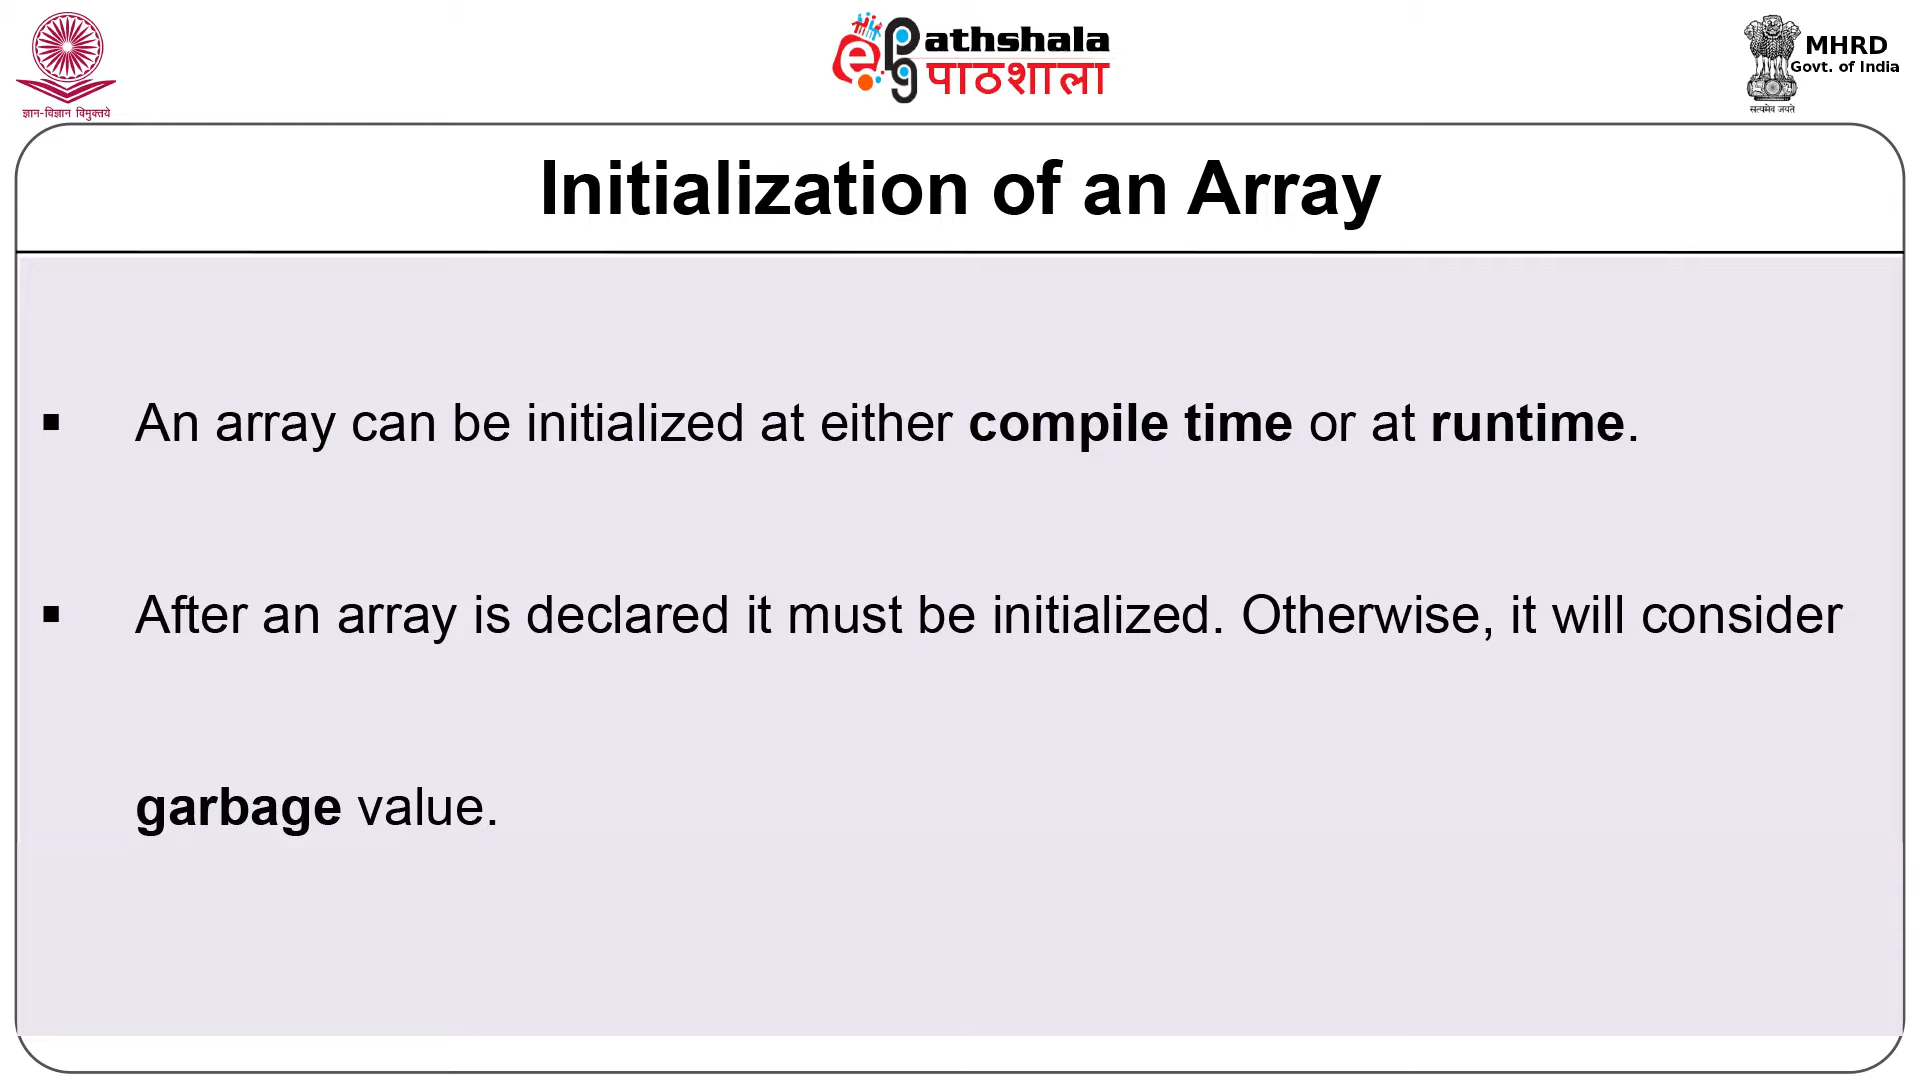 ज्ञान-विज्ञान विमुक्तये
e PG Pathshala
पाठशाला
MHRD
Govt. of India
सत्यमेव जयते
Initialization of an Array
▪ An array can be initialized at either compile time or at runtime.
▪ After an array is declared it must be initialized. Otherwise, it will consider
garbage value.